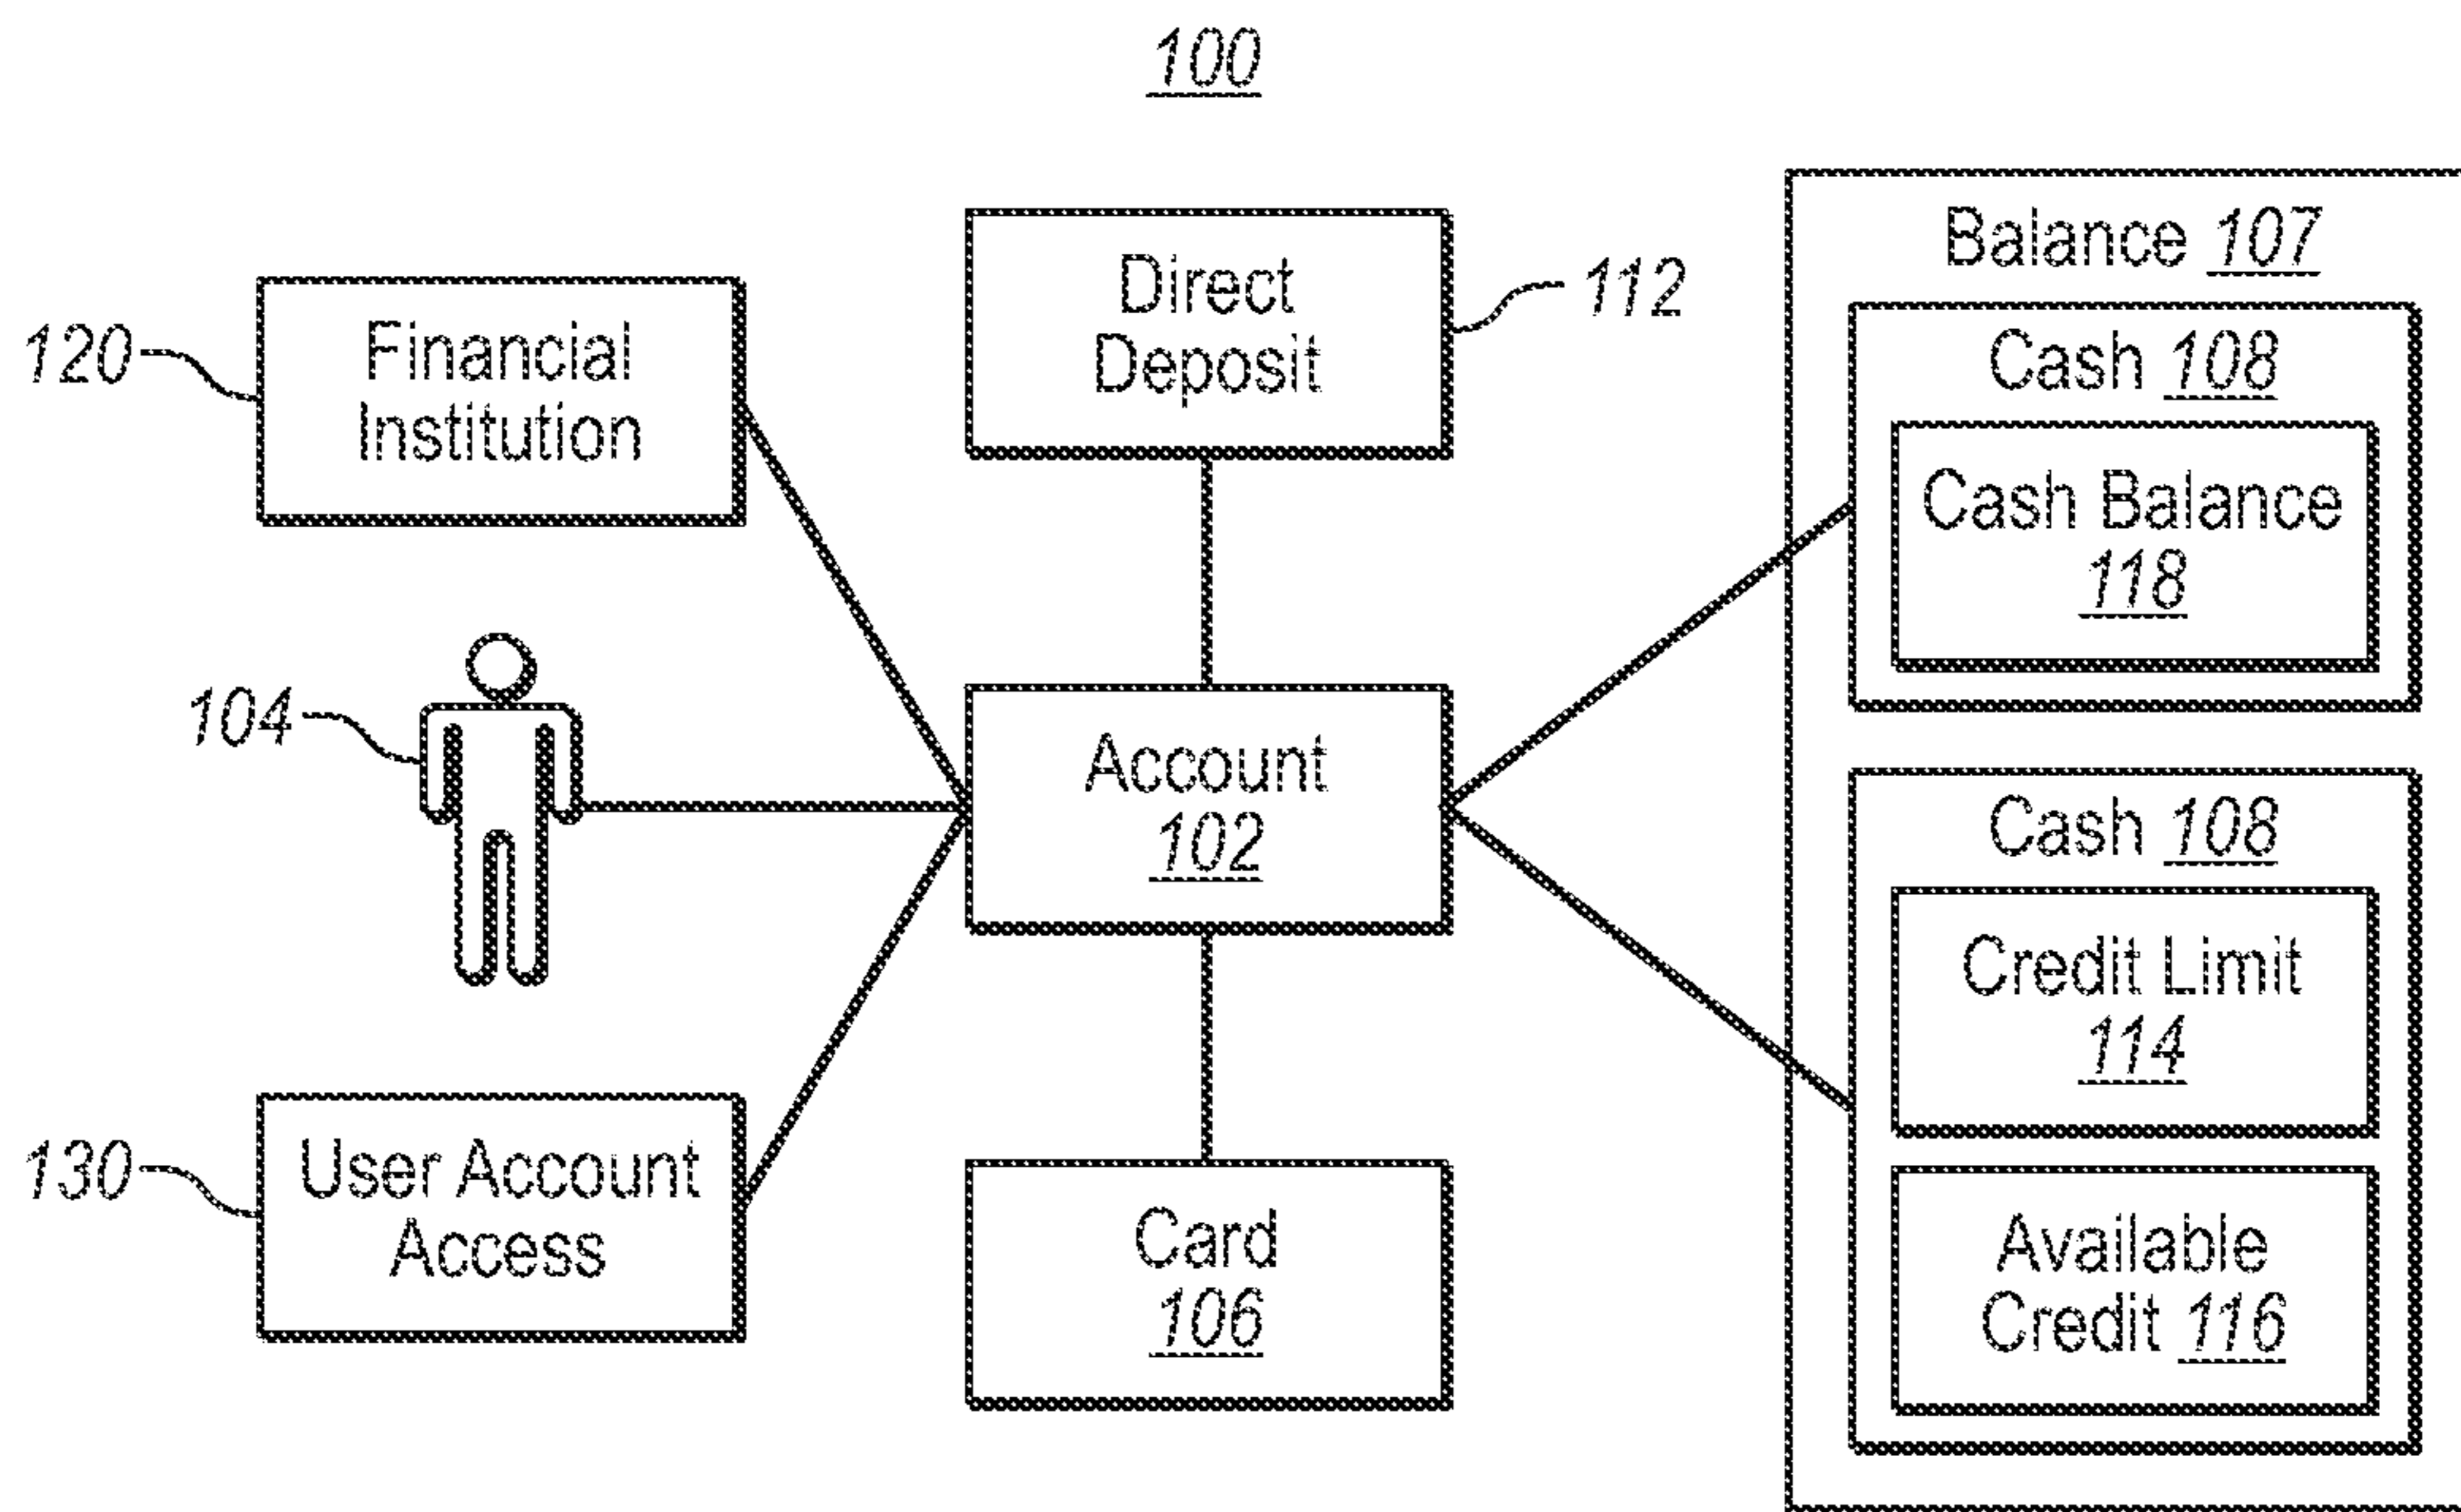 100
120
Financial
Institution
104
130
User Account
Access
Direct
Deposit
112
Account
102
Card
106
Balance 107
Cash 108
Cash Balance
118
Cash 108
Credit Limit
114
Available
Credit 116